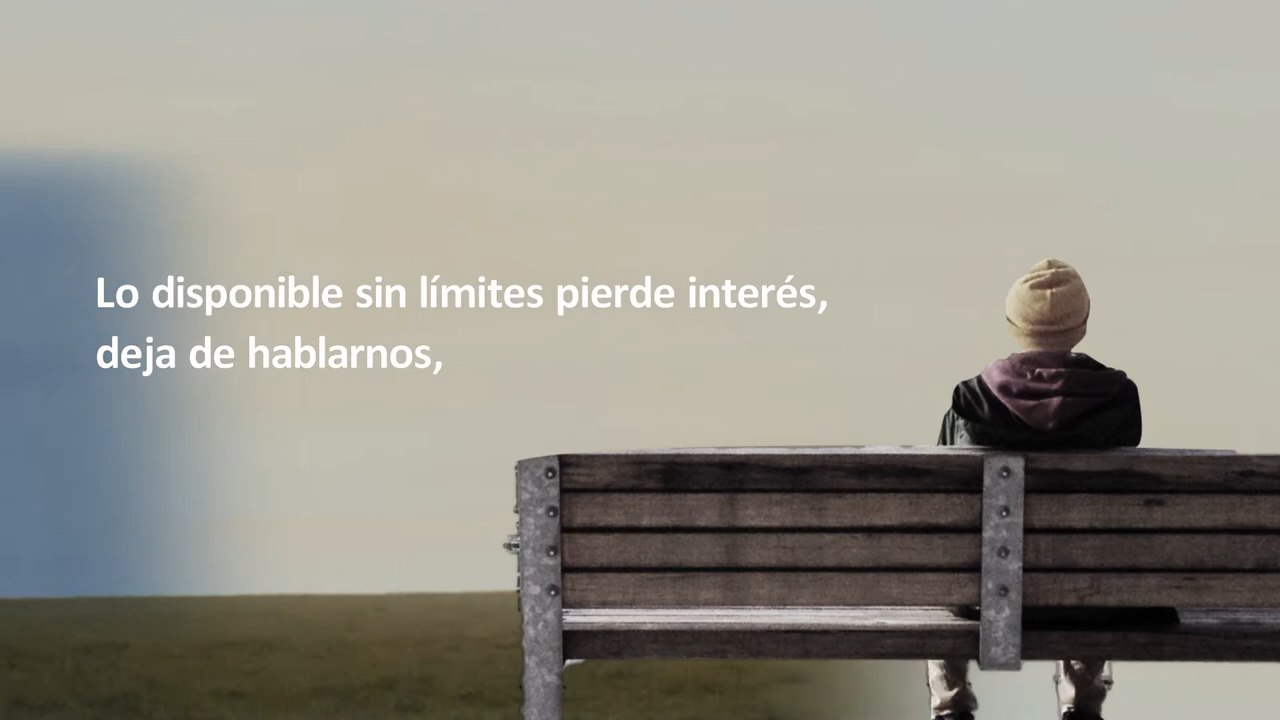 Lo disponible sin límites pierde interés,
deja de hablarnos,